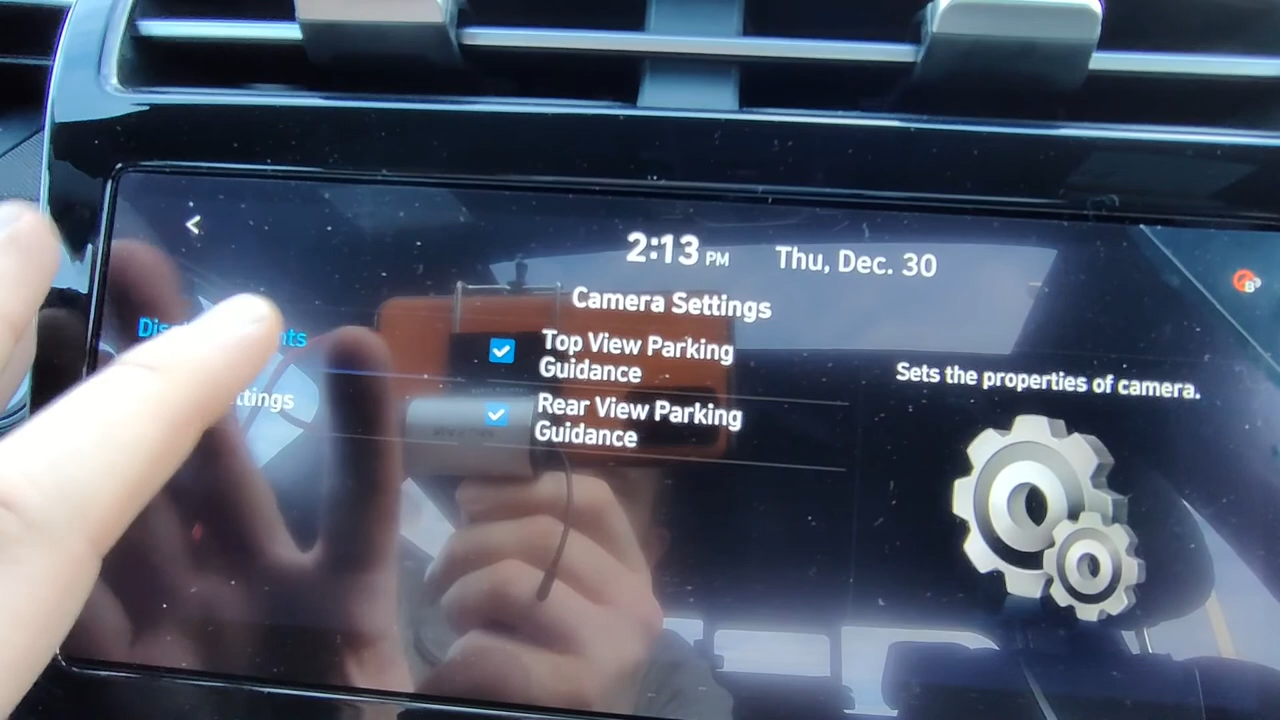 2:13 PM Thu, Dec. 30
Camera Settings
Top View Parking
Guidance
Rear View Parking
Guidance
Sets the properties of camera.